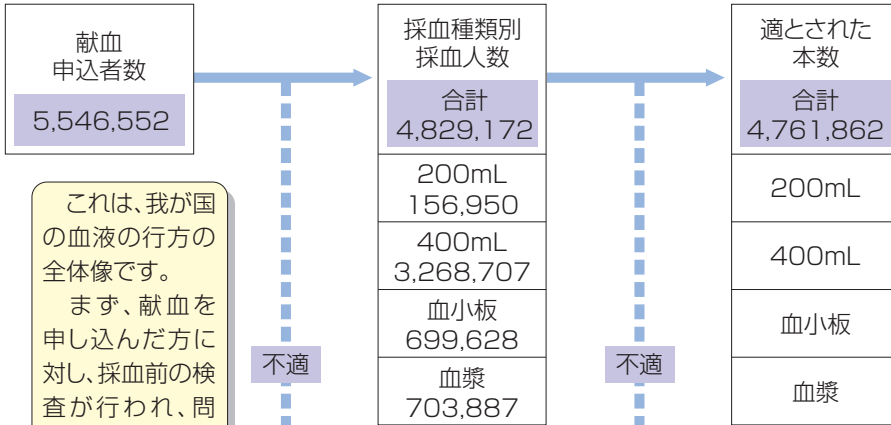 献血
申込者数
5,546,552
これは、我が国
の血液の行方の
全体像です。
まず、献血を
申し込んだ方に
対し、採血前の検
査が行われ、問
不適
採血種類別
採血人数
合計
4,829,172
200mL
156,950
400mL
3,268,707
血小板
699,628
血漿
703,887
不適
適とされた
本数
合計
4,761,862
200mL
400mL
血小板
血漿